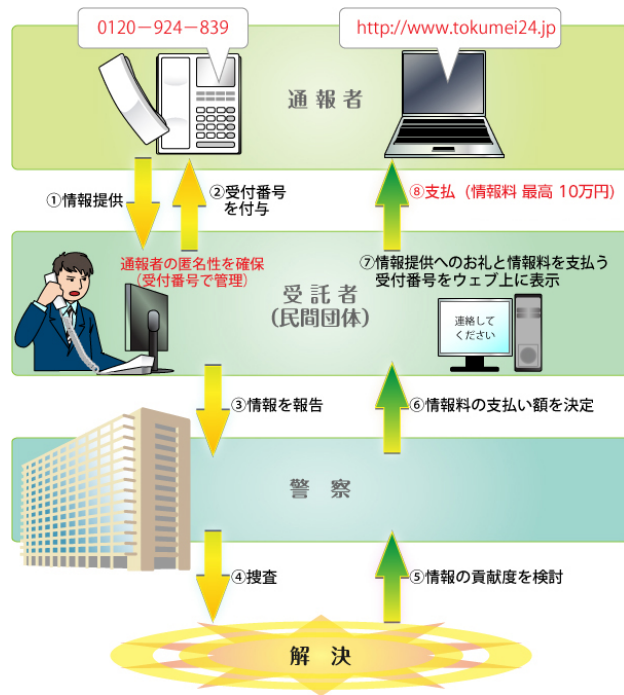 0120−924−839
http://www.tokumei24.jp
通報者
①情報提供
②受付番号
を付与
⑧支払（情報料 最高 10万円）
通報者の匿名性を確保
（受付番号で管理）
受託者
（民間団体）
⑦情報提供へのお礼と情報料を支払う
受付番号をウェブ上に表示
連絡して
ください
③情報を報告
⑥情報料の支払い額を決定
警察
④捜査
⑤情報の貢献度を検討
解決